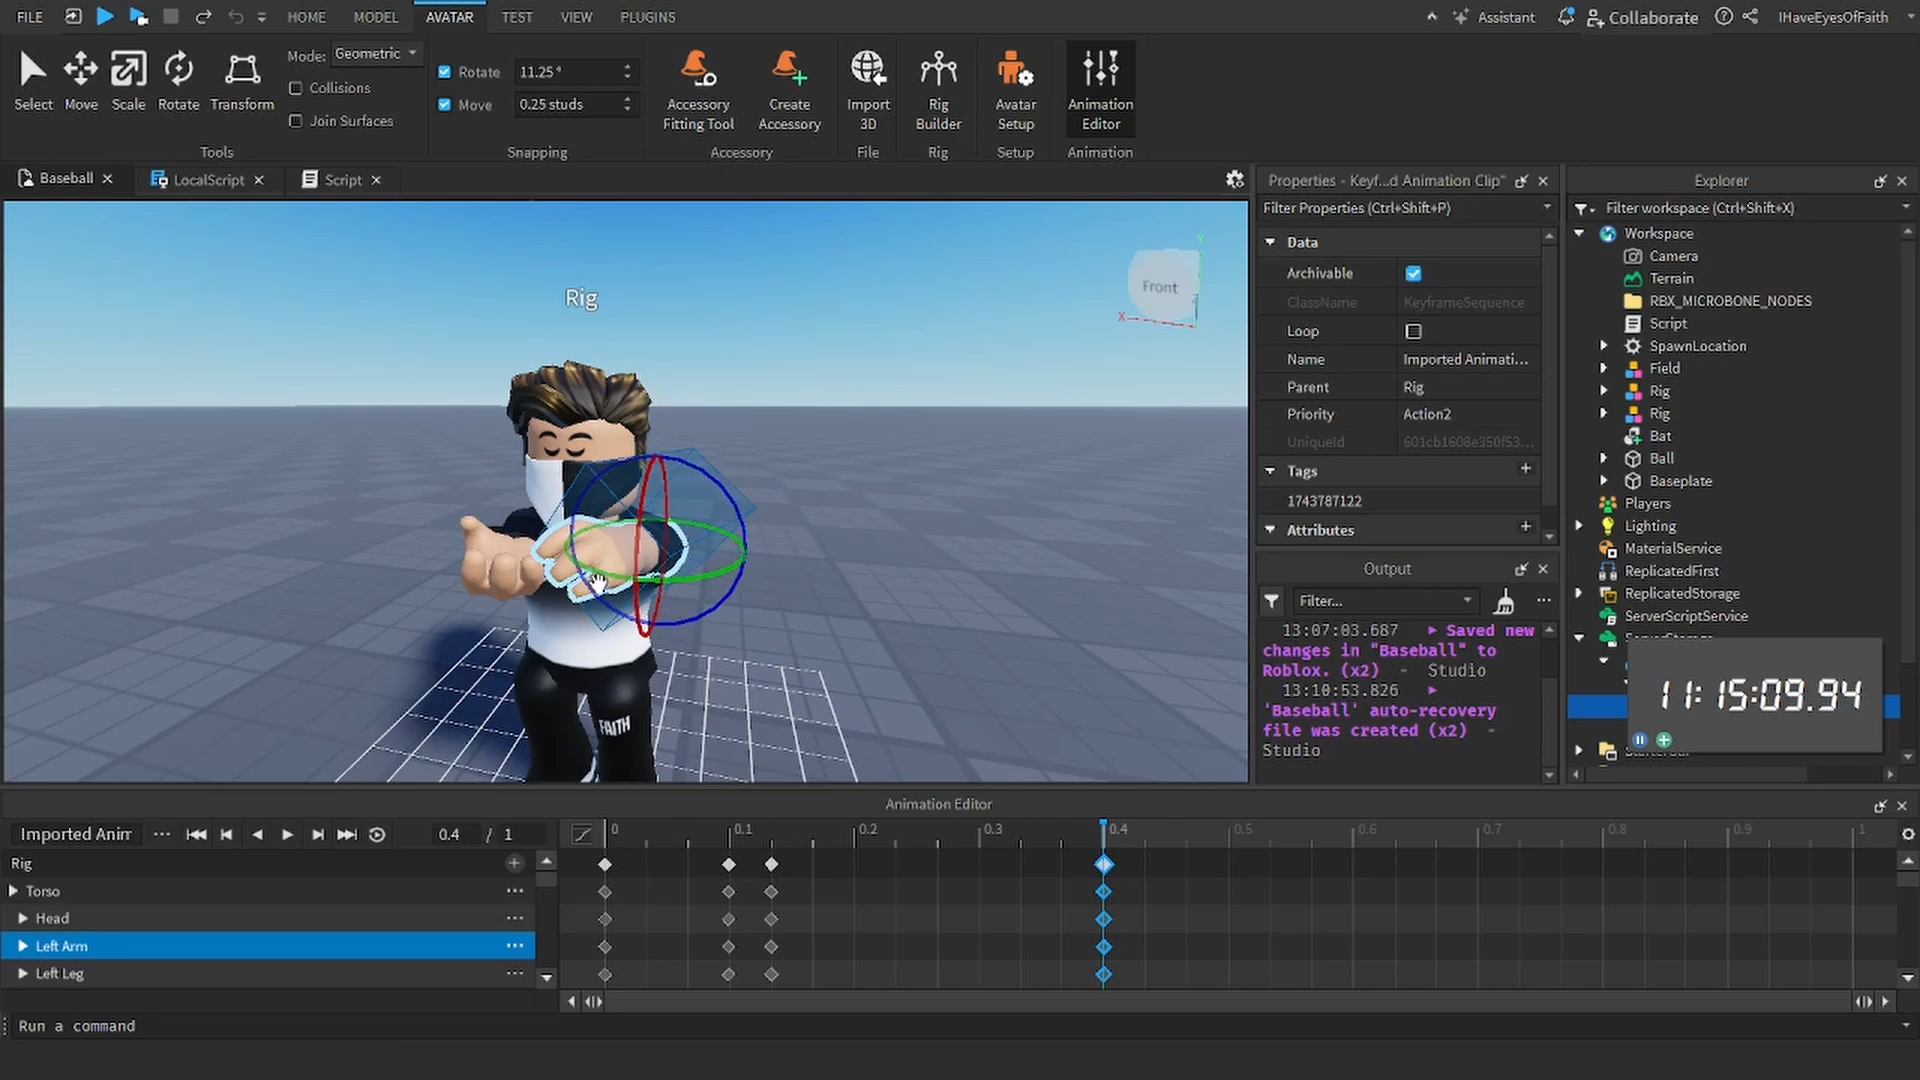 FILE HOME MODEL AVATAR TEST VIEW PLUGINS Assistant Collaborate IHaveEyesOfFaith
Select Move Scale Rotate Transform
Mode: Geometric
Collisions
Join Surfaces
Rotate 11.25 °
Move 0.25 studs
Accessory Fitting Tool
Create Accessory
Import 3D
Rig Builder
Avatar Setup
Animation Editor
Tools Snapping Accessory File Rig Setup Animation
Baseball LocalScript Script
Rig
Front
X
Y
FAITH
Properties - Keyf...d Animation Clip"
Filter Properties (Ctrl+Shift+P)
Data
Archivable
ClassName KeyframeSequence
Loop
Name Imported Animati...
Parent Rig
Priority Action2
UniqueId 601cb1608e350f53...
Tags
1743787122
Attributes
Output
Filter...
13:07:03.687 Saved new
changes in "Baseball" to
Roblox. (x2) - Studio
13:10:53.826
'Baseball' auto-recovery
file was created (x2) -
Studio
Explorer
Filter workspace (Ctrl+Shift+X)
Workspace
Camera
Terrain
RBX_MICROBONE_NODES
Script
SpawnLocation
Field
Rig
Rig
Bat
Ball
Baseplate
Players
Lighting
MaterialService
ReplicatedFirst
ReplicatedStorage
ServerScriptService
11:15:09.94
Animation Editor
Imported Anim 0.4 / 1
0 0.1 0.2 0.3 0.4 0.5 0.6 0.7 0.8 0.9 1
Rig
Torso
Head
Left Arm
Left Leg
Run a command